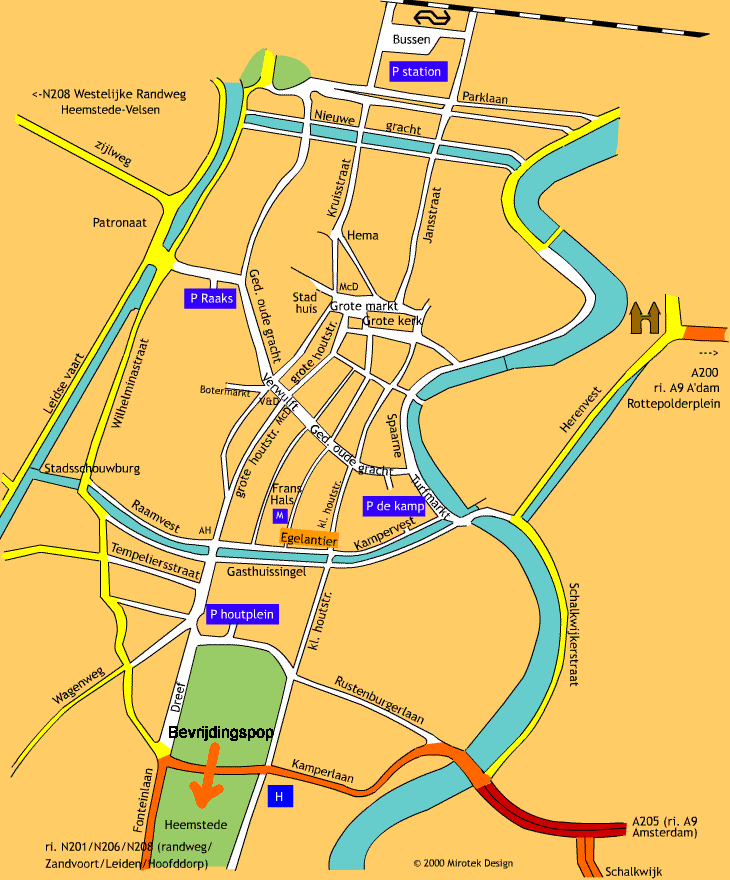 Bussen
P station
<-N208 Westelijke Randweg
Heemstede-Velsen
Parklaan
Nieuwe gracht
zijlweg
Kruisstraat
Jansstraat
Patronaat
Hema
P Raaks
Ged. oude gracht
Stad
huis
McD
Grote markt
Grote kerk
--->
A200
ri. A9 A'dam
Rottepolderplein
Leidse vaart
Wilhelminastraat
grote houtstr.
Botermarkt
Verwulft
V&D
McD
Herenvest
Spaarne
Ged. oude gracht
grote houtstr.
Stadsschouwburg
Frans
Hals
M
kl. houtstr.
P de kamp
Turfmarkt
Raamvest
AH
Egelantier
Kampervest
Tempeliersstraat
Gasthuissingel
P houtplein
kl. houtstr.
Schalkwijkerstraat
Wagenweg
Dreef
Rustenburgerlaan
Bevrijdingspop
Kamperlaan
Fonteinlaan
H
Heemstede
A205 (ri. A9
Amsterdam)
ri. N201/N206/N208 (randweg/
Zandvoort/Leiden/Hoofddorp)
© 2000 Mirotek Design
Schalkwijk